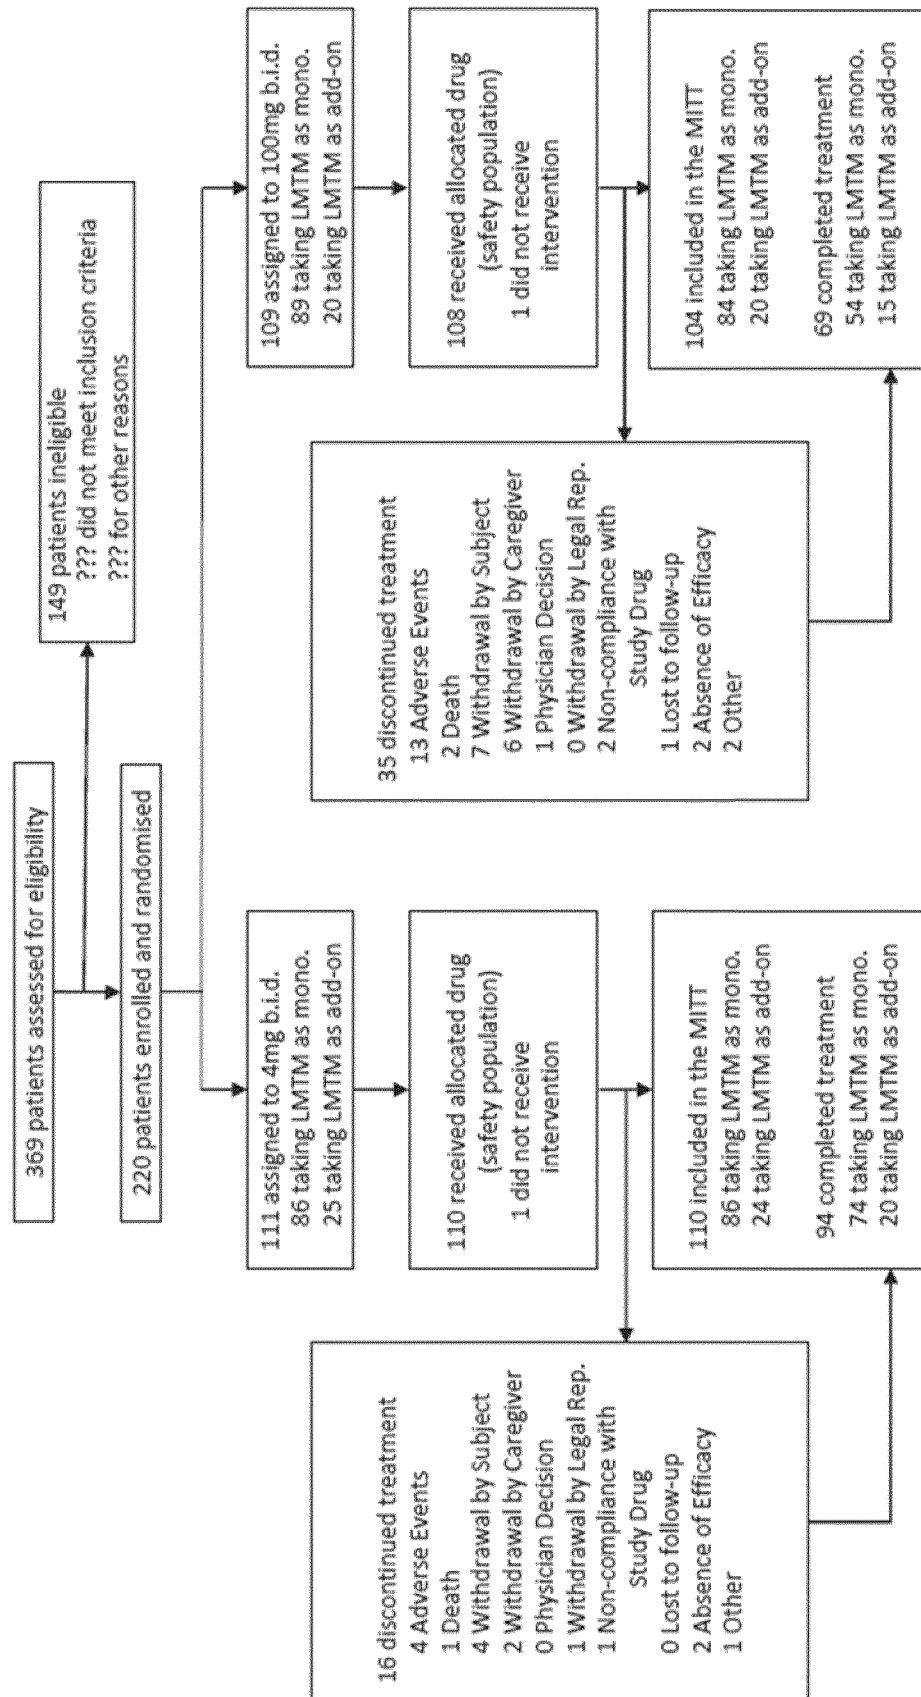 369 patients assessed for eligibility
149 patients ineligible
??? did not meet inclusion criteria
??? for other reasons
220 patients enrolled and randomised
111 assigned to 4mg b.i.d.
86 taking LMTM as mono.
25 taking LMTM as add-on
109 assigned to 100mg b.i.d.
89 taking LMTM as mono.
20 taking LMTM as add-on
110 received allocated drug
(safety population)
1 did not receive
intervention
108 received allocated drug
(safety population)
1 did not receive
intervention
16 discontinued treatment
4 Adverse Events
1 Death
4 Withdrawal by Subject
2 Withdrawal by Caregiver
0 Physician Decision
1 Withdrawal by Legal Rep.
1 Non-compliance with
Study Drug
0 Lost to follow-up
2 Absence of Efficacy
1 Other
35 discontinued treatment
13 Adverse Events
2 Death
7 Withdrawal by Subject
6 Withdrawal by Caregiver
1 Physician Decision
0 Withdrawal by Legal Rep.
2 Non-compliance with
Study Drug
1 Lost to follow-up
2 Absence of Efficacy
2 Other
110 included in the MITT
86 taking LMTM as mono.
24 taking LMTM as add-on
94 completed treatment
74 taking LMTM as mono.
20 taking LMTM as add-on
104 included in the MITT
84 taking LMTM as mono.
20 taking LMTM as add-on
69 completed treatment
54 taking LMTM as mono.
15 taking LMTM as add-on